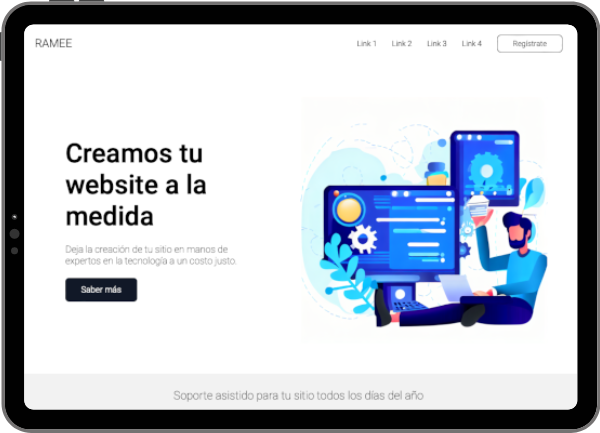 RAMEE
Link 1 Link 2 Link 3 Link 4 Registrate
Creamos tu
website a la
medida
Deja la creación de tu sitio en manos de
expertos en la tecnología a un costo justo.
Saber más
Soporte asistido para tu sitio todos los días del año